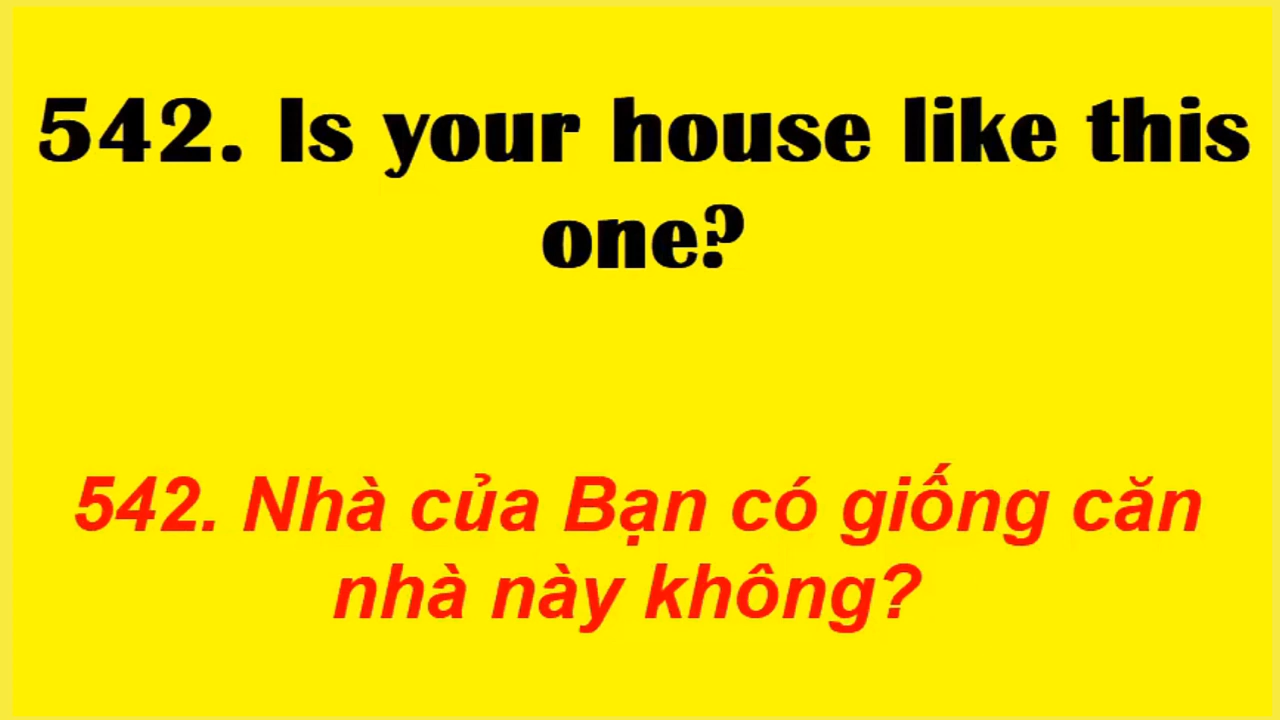 542. Is your house like this
one?
542. Nhà của Bạn có giống căn
nhà này không?